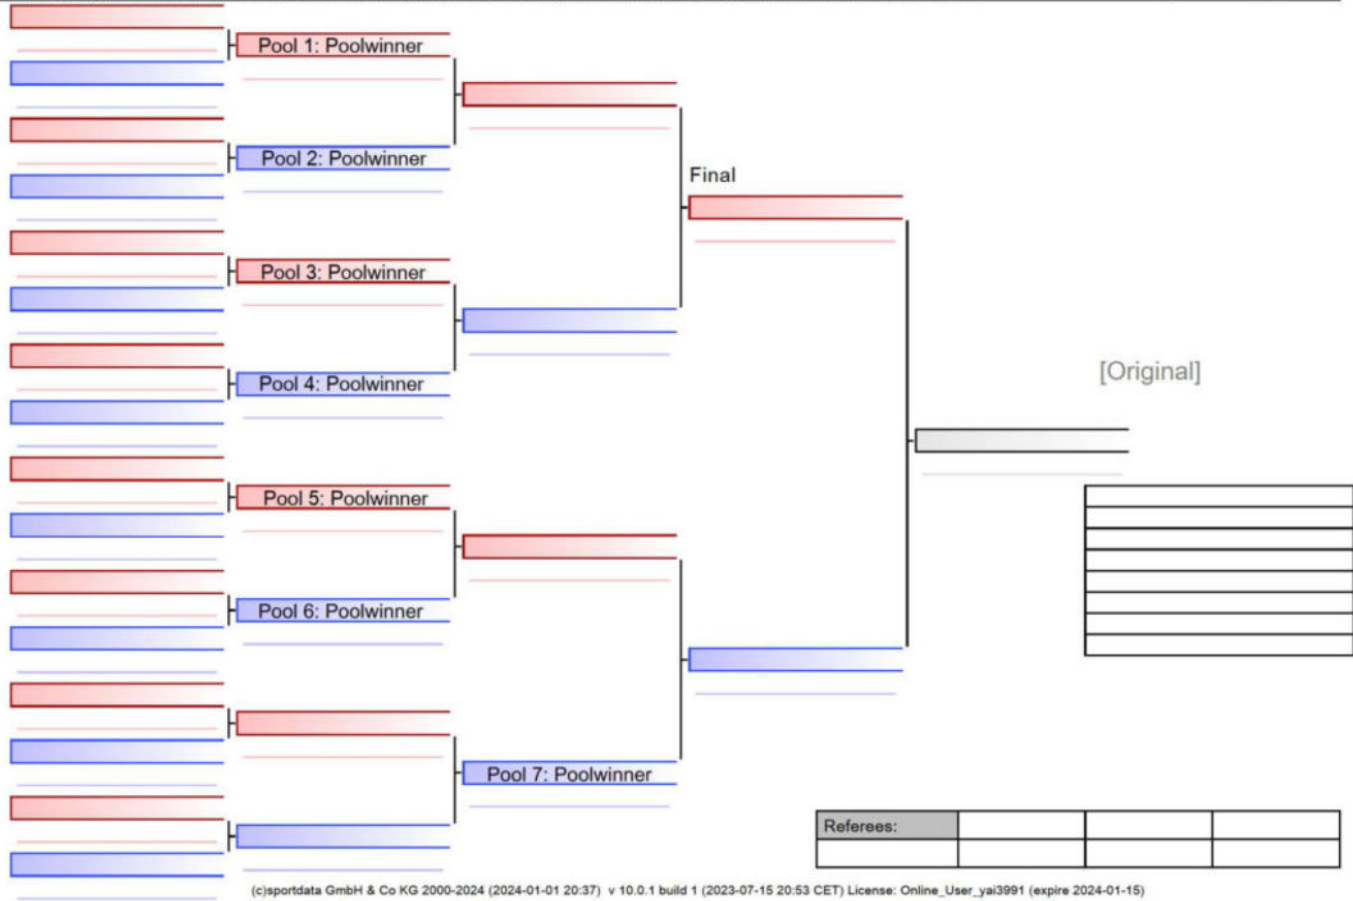 Pool 1: Poolwinner
Pool 2: Poolwinner
Final
Pool 3: Poolwinner
[Original]
Pool 4: Poolwinner
Pool 5: Poolwinner
Pool 6: Poolwinner
Pool 7: Poolwinner
Referees:
(c)sportdata GmbH & Co KG 2000-2024 (2024-01-01 20:37) v 10.0.1 build 1 (2023-07-15 20:53 CET) License: Online_User_yai3991 (expire 2024-01-15)